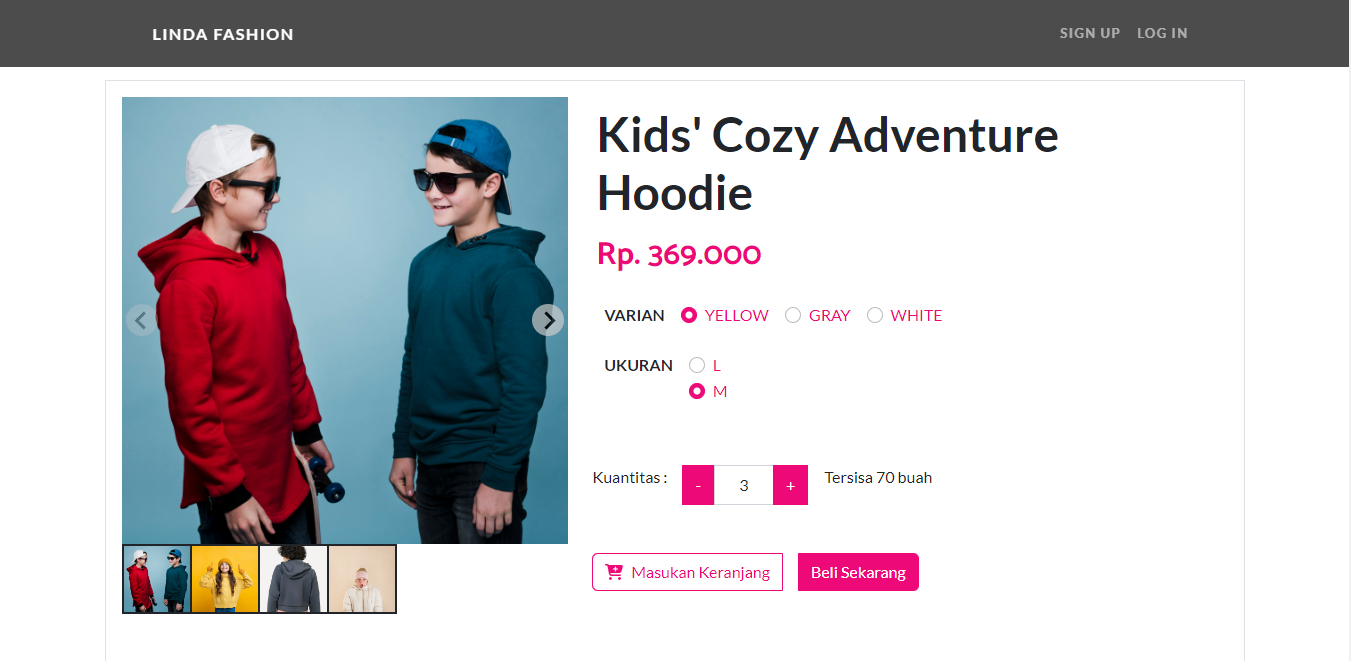 LINDA FASHION
SIGN UP LOG IN
Kids' Cozy Adventure
Hoodie
Rp. 369.000
VARIAN YELLOW GRAY WHITE
UKURAN L
M
Kuantitas : - 3 + Tersisa 70 buah
Masukan Keranjang Beli Sekarang